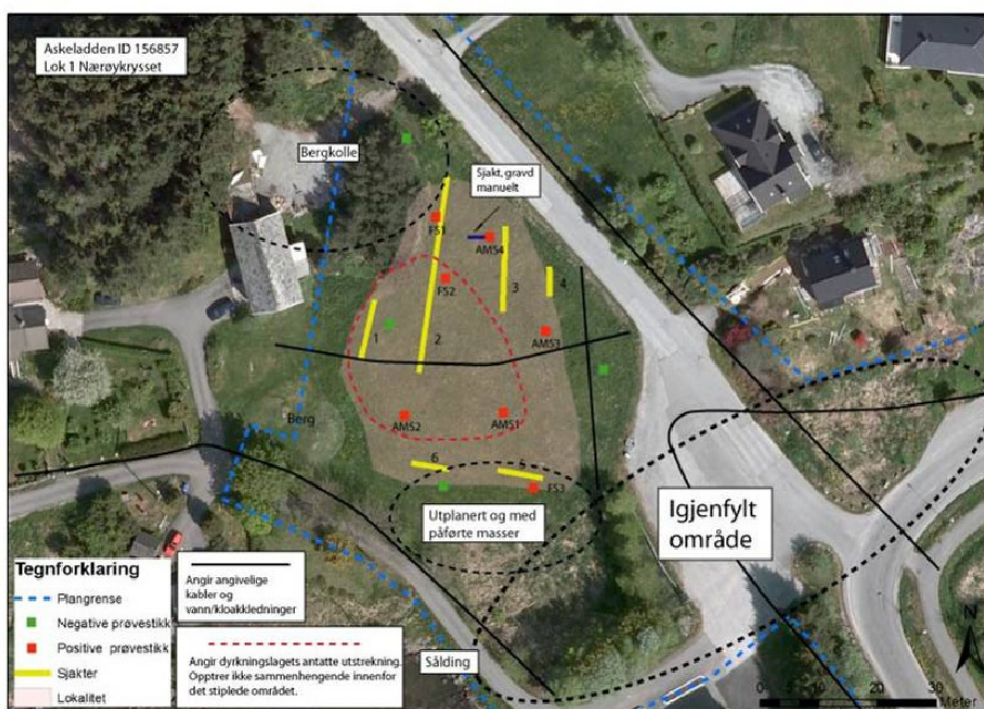 Askeladden ID 156857
Lok 1 Nærøykrysset
Bergkolle
Sjakt, gravd
manuelt
FS1
AMS4
FS2
3
4
1
2
AMS3
Berg
AMS2
AMS1
6
5
FS3
Utplanert og med
påførte masser
Igjenfylt
område
Tegnforklaring
Plangrense
Negative prøvestikk
Positive prøvestikk
Sjakter
Lokalitet
Angir angivelige
kabler og
vann/kloakkledninger
Angir dyrkningslagets antatte utstrekning.
Opptrer ikke sammenhengende innenfor
det stiplede området.
Sålding
N
0 10 20 30
Meter